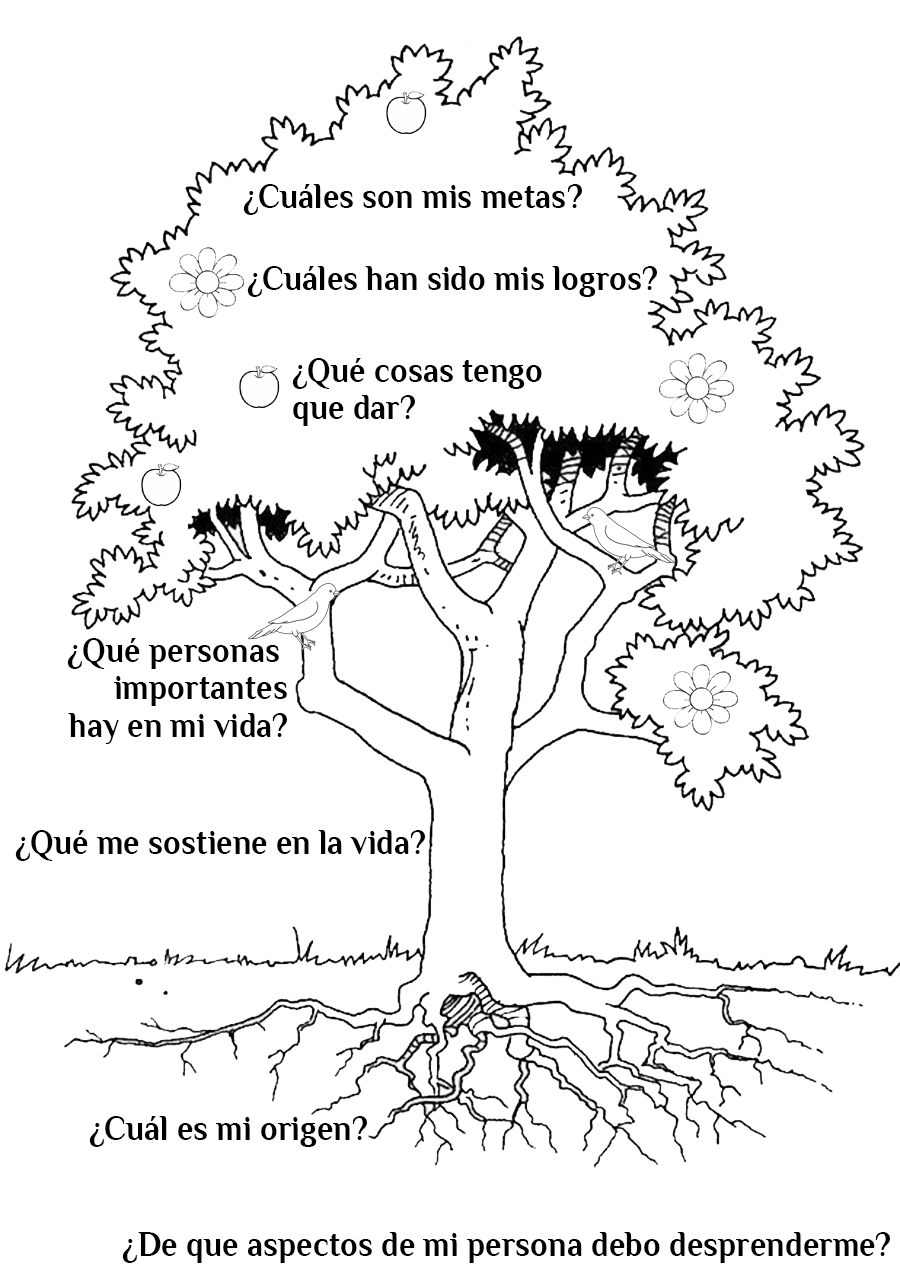 ¿Cuáles son mis metas?
¿Cuáles han sido mis logros?
¿Qué cosas tengo
que dar?
¿Qué personas
importantes
hay en mi vida?
¿Qué me sostiene en la vida?
¿Cuál es mi origen?
¿De que aspectos de mi persona debo desprenderme?